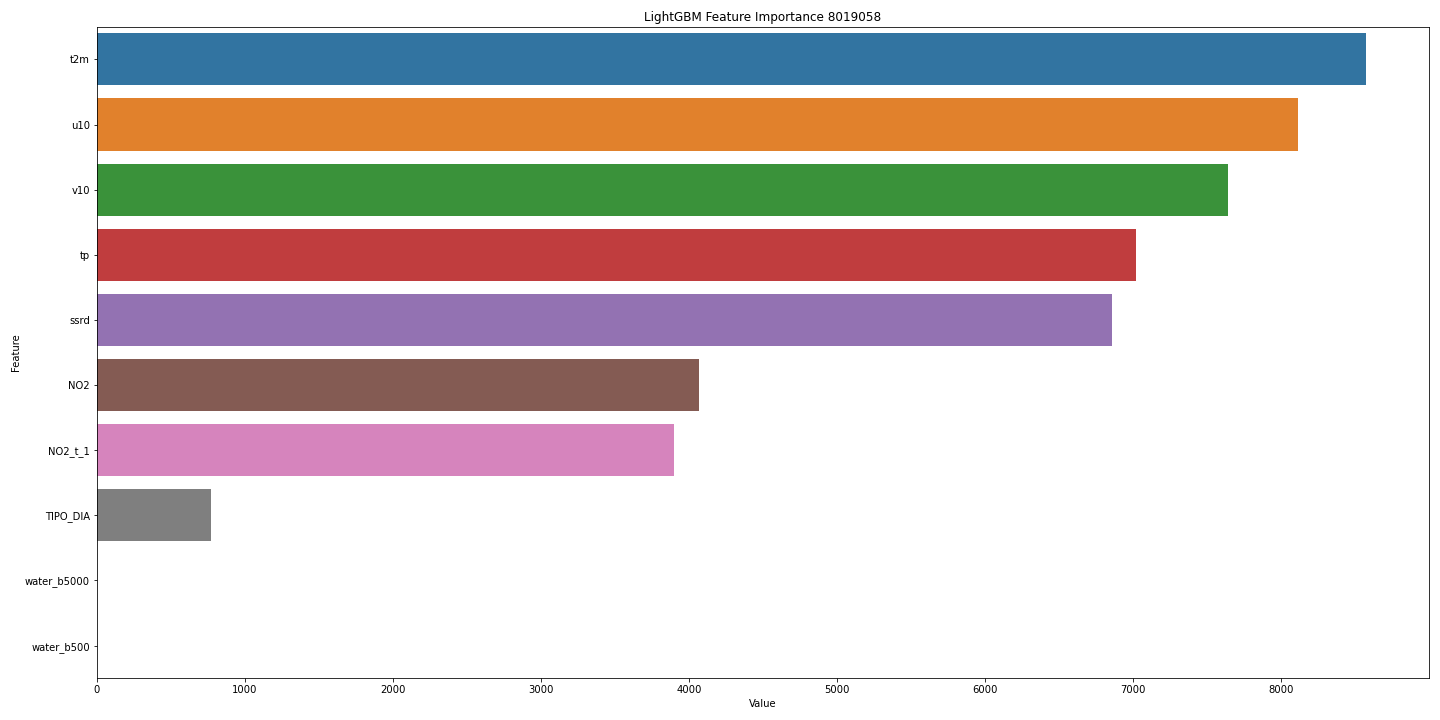 LightGBM Feature Importance 8019058
t2m
u10
v10
tp
ssrd
Feature
NO2
NO2_t_1
TIPO_DIA
water_b5000
water_b500
0 1000 2000 3000 4000 5000 6000 7000 8000
Value